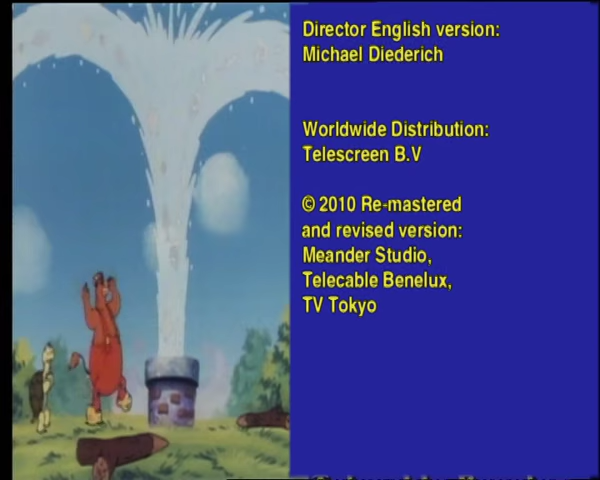 Director English version:
Michael Diederich
Worldwide Distribution:
Telescreen B.V
© 2010 Re-mastered
and revised version:
Meander Studio,
Telecable Benelux,
TV Tokyo